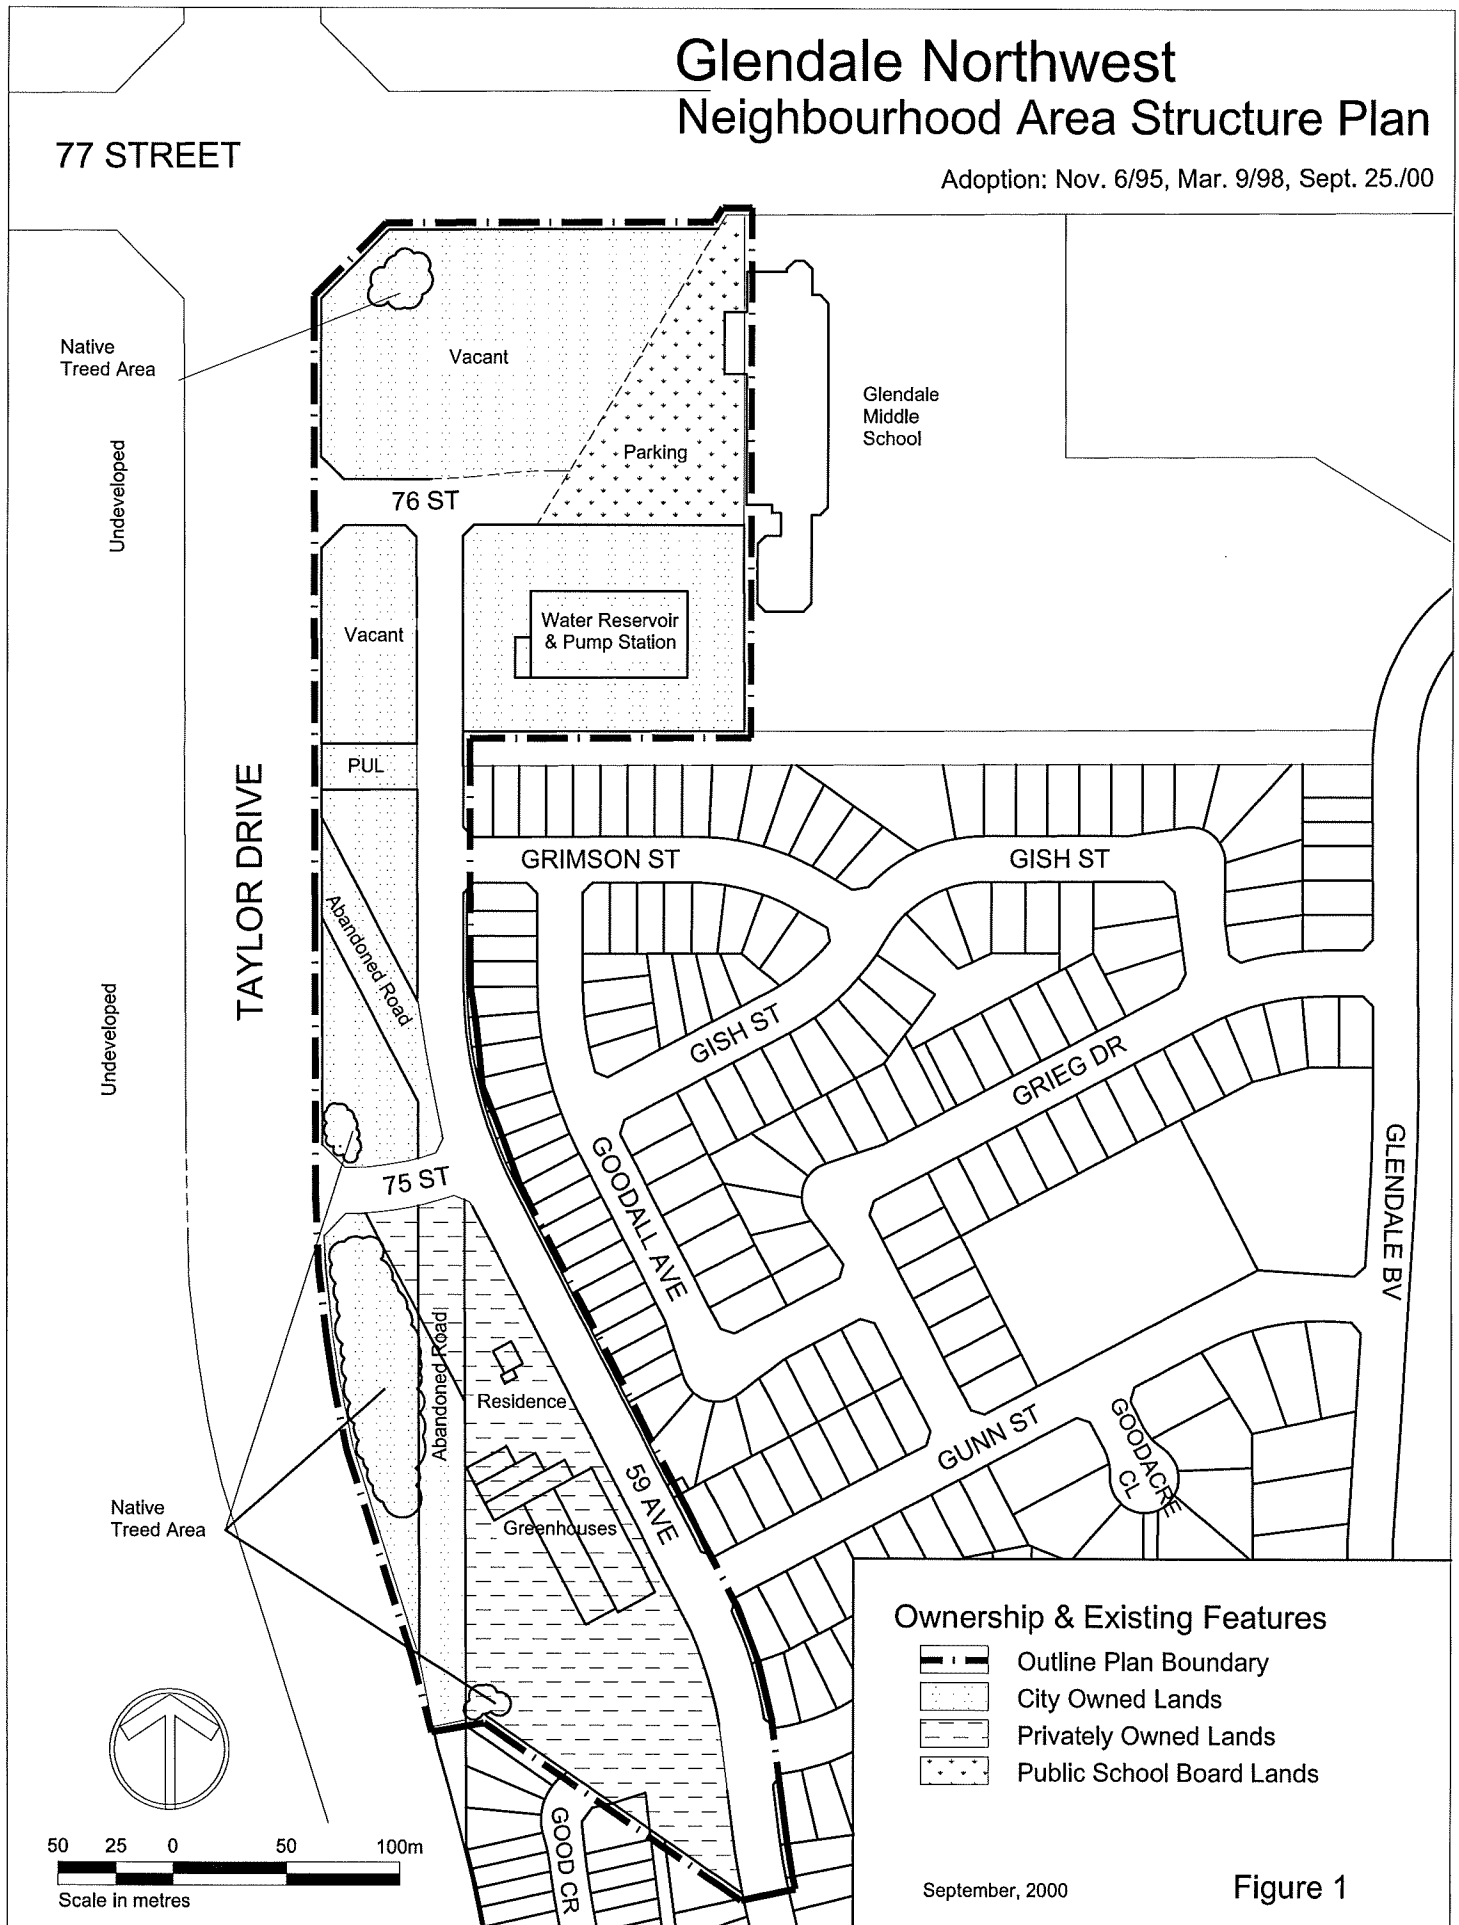 Glendale Northwest
Neighbourhood Area Structure Plan
77 STREET
Adoption: Nov. 6/95, Mar. 9/98, Sept. 25./00
Native
Treed Area
Vacant
Glendale
Middle
School
Parking
Undeveloped
76 ST
Water Reservoir
& Pump Station
Vacant
PUL
TAYLOR DRIVE
GRIMSON ST
GISH ST
Abandoned Road
Undeveloped
GISH ST
GRIEG DR
GOODALL AVE
GLENDALE BV
75 ST
Abandoned Road
Residence
GUNN ST
GOODACRE
CL
59 AVE
Native
Treed Area
Greenhouses
Ownership & Existing Features
Outline Plan Boundary
City Owned Lands
Privately Owned Lands
Public School Board Lands
GOOD CR
50 25 0 50 100m
Scale in metres
September, 2000
Figure 1